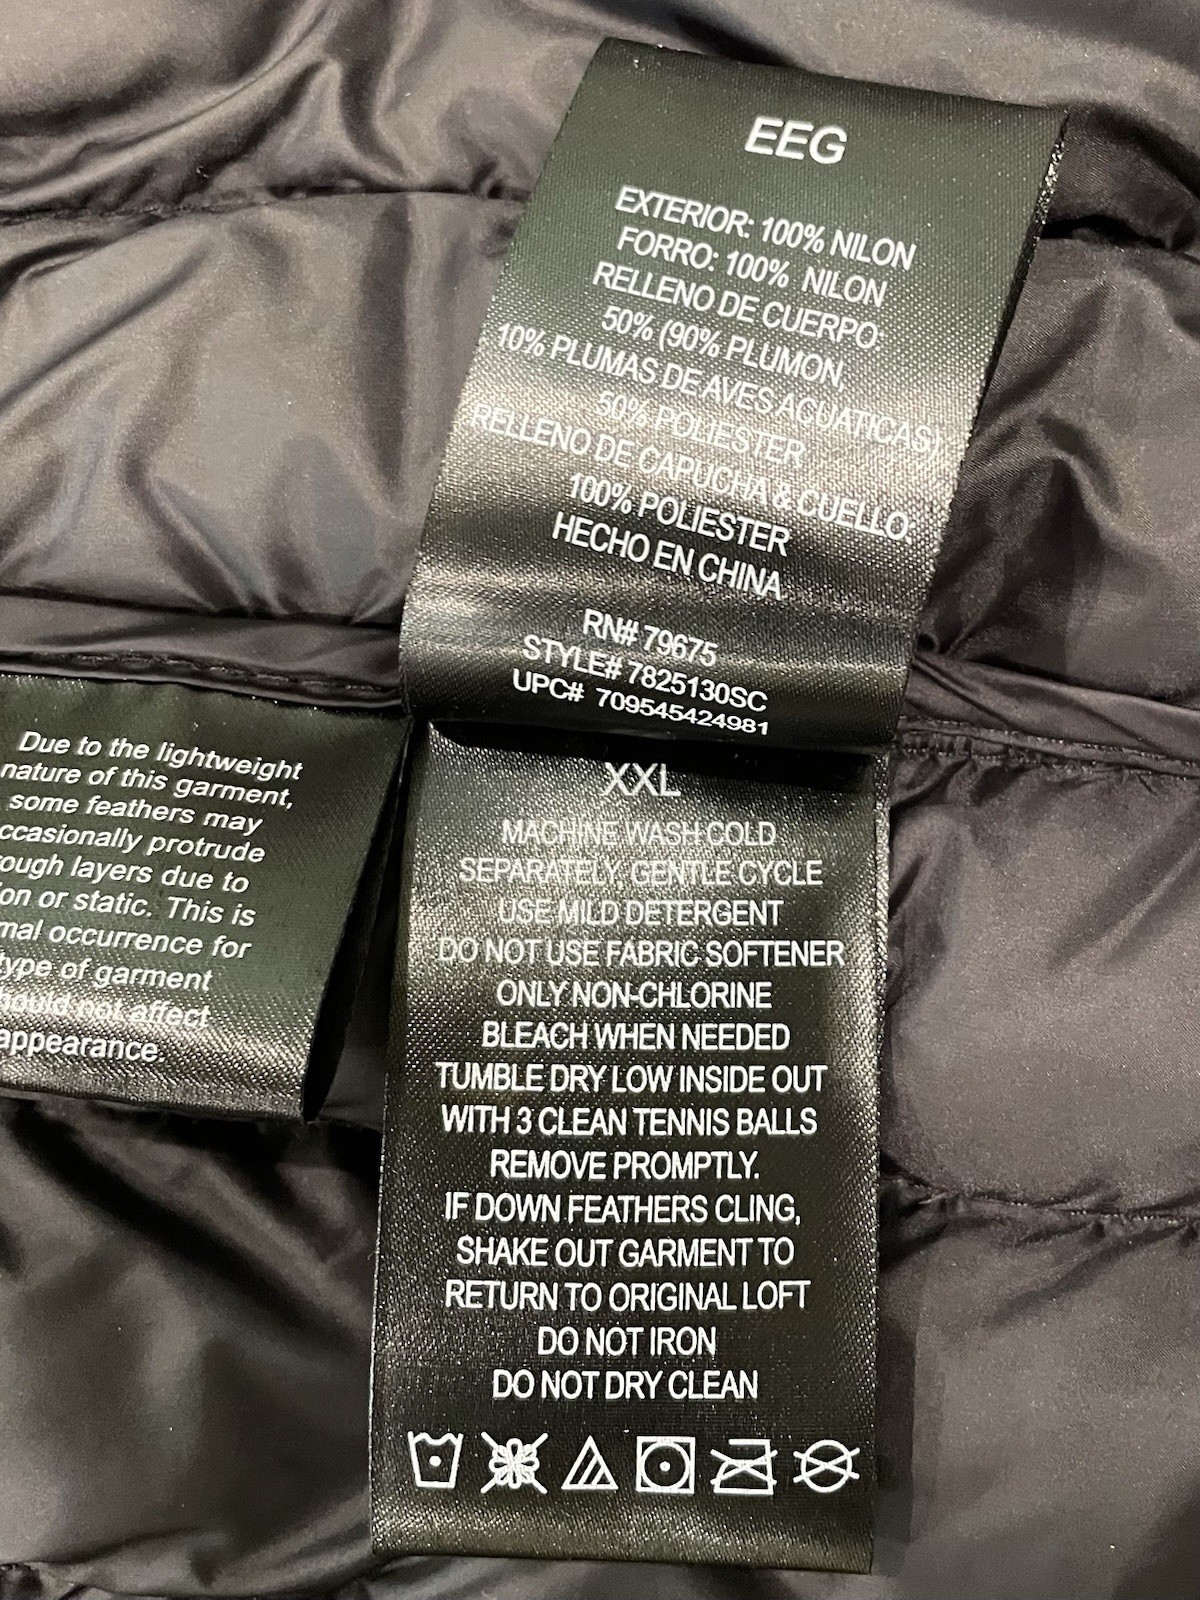 EEG
EXTERIOR: 100% NILON
FORRO: 100% NILON
RELLENO DE CUERPO:
50% (90% PLUMON,
10% PLUMAS DE AVES ACUATICAS)
50% POLIESTER
RELLENO DE CAPUCHA & CUELLO:
100% POLIESTER
HECHO EN CHINA
RN# 79675
STYLE# 7825130SC
UPC# 709545424981
Due to the lightweight
nature of this garment,
some feathers may
ccasionally protrude
ough layers due to
on or static. This is
mal occurrence for
type of garment
hould not affect
appearance.
XXL
MACHINE WASH COLD
SEPARATELY, GENTLE CYCLE
USE MILD DETERGENT
DO NOT USE FABRIC SOFTENER
ONLY NON-CHLORINE
BLEACH WHEN NEEDED
TUMBLE DRY LOW INSIDE OUT
WITH 3 CLEAN TENNIS BALLS
REMOVE PROMPTLY.
IF DOWN FEATHERS CLING,
SHAKE OUT GARMENT TO
RETURN TO ORIGINAL LOFT
DO NOT IRON
DO NOT DRY CLEAN